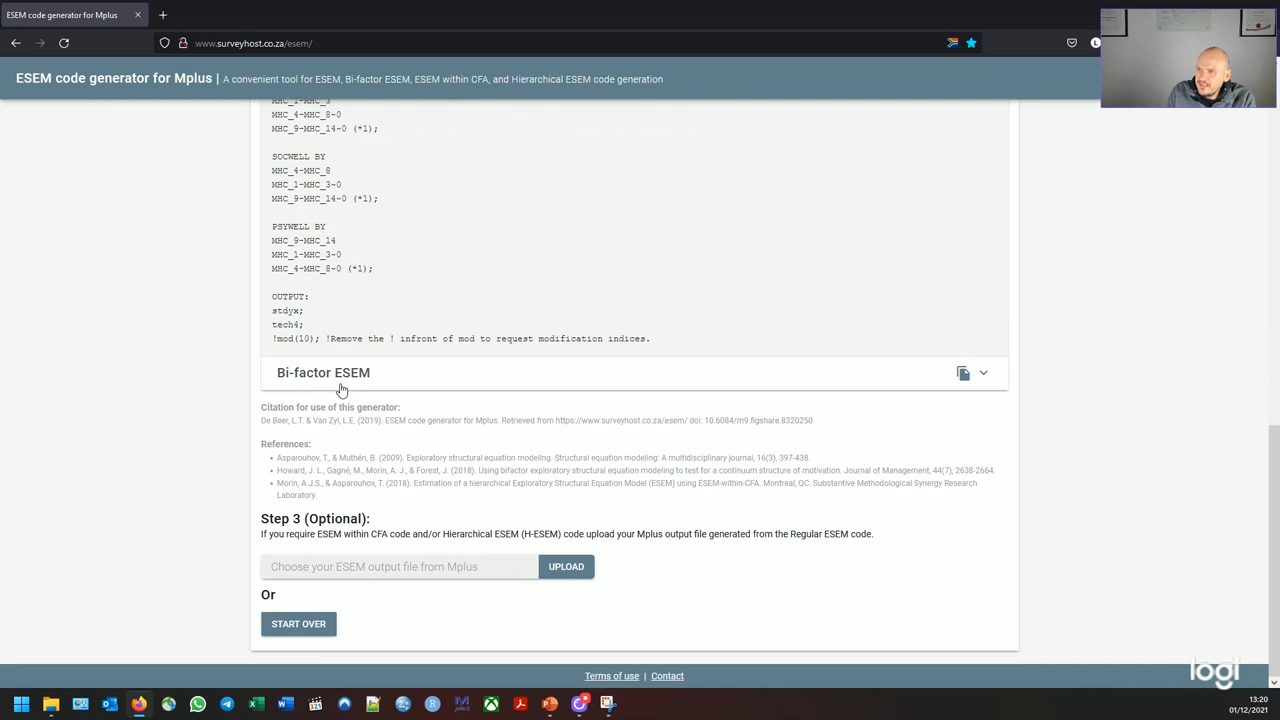 ESEM code generator for Mplus
www.surveyhost.co.za/esem/
ESEM code generator for Mplus | A convenient tool for ESEM, Bi-factor ESEM, ESEM within CFA, and Hierarchical ESEM code generation
MHC_1-MHC_3
MHC_4-MHC_8~0
MHC_9-MHC_14~0 (*1);
SOCWELL BY
MHC_4-MHC_8
MHC_1-MHC_3~0
MHC_9-MHC_14~0 (*1);
PSYWELL BY
MHC_9-MHC_14
MHC_1-MHC_3~0
MHC_4-MHC_8~0 (*1);
OUTPUT:
stdyx;
tech4;
!mod(10); !Remove the ! infront of mod to request modification indices.
Bi-factor ESEM
Citation for use of this generator:
De Beer, L.T. & Van Zyl, L.E. (2019). ESEM code generator for Mplus. Retrieved from https://www.surveyhost.co.za/esem/ doi: 10.6084/m9.figshare.8320250
References:
Asparouhov, T., & Muthén, B. (2009). Exploratory structural equation modeling. Structural equation modeling: A multidisciplinary journal, 16(3), 397-438.
Howard, J. L., Gagné, M., Morin, A. J., & Forest, J. (2018). Using bifactor exploratory structural equation modeling to test for a continuum structure of motivation. Journal of Management, 44(7), 2638-2664.
Morin, A.J.S., & Asparouhov, T. (2018). Estimation of a hierarchical Exploratory Structural Equation Model (ESEM) using ESEM-within-CFA. Montreal, QC: Substantive Methodological Synergy Research
Laboratory.
Step 3 (Optional):
If you require ESEM within CFA code and/or Hierarchical ESEM (H-ESEM) code upload your Mplus output file generated from the Regular ESEM code.
Choose your ESEM output file from Mplus
UPLOAD
Or
START OVER
Terms of use | Contact
logi
13:20
01/12/2021